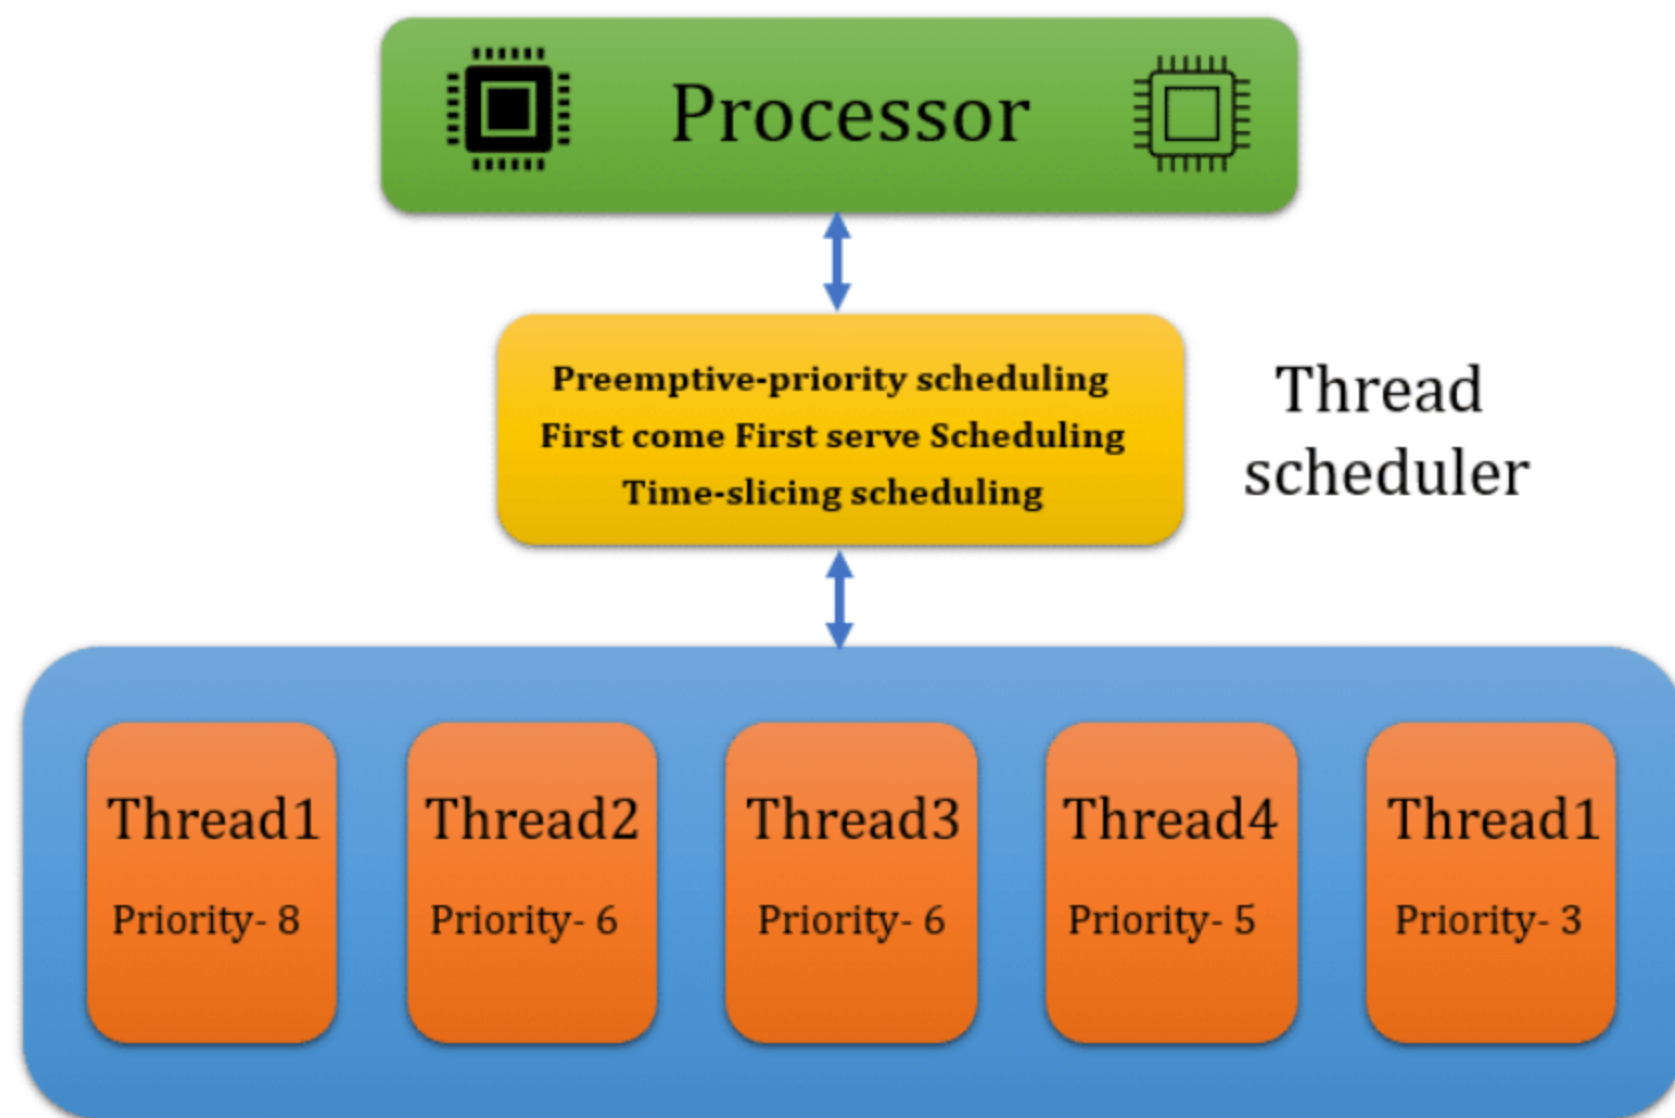 Processor
Preemptive-priority scheduling
First come First serve Scheduling
Time-slicing scheduling
Thread
scheduler
Thread1
Priority- 8
Thread2
Priority- 6
Thread3
Priority- 6
Thread4
Priority- 5
Thread1
Priority- 3